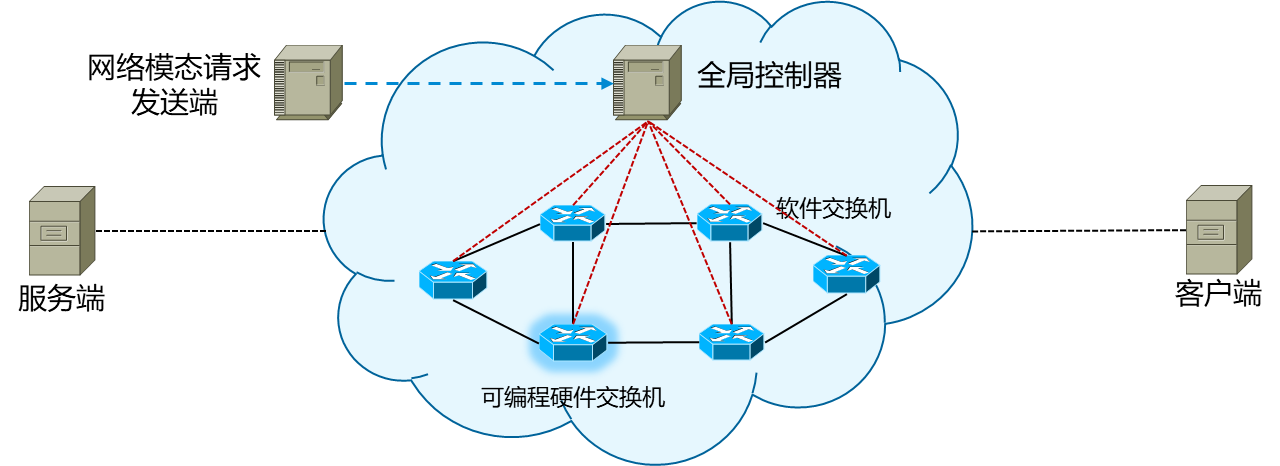 网络模态请求
发送端
全局控制器
软件交换机
服务端
客户端
可编程硬件交换机